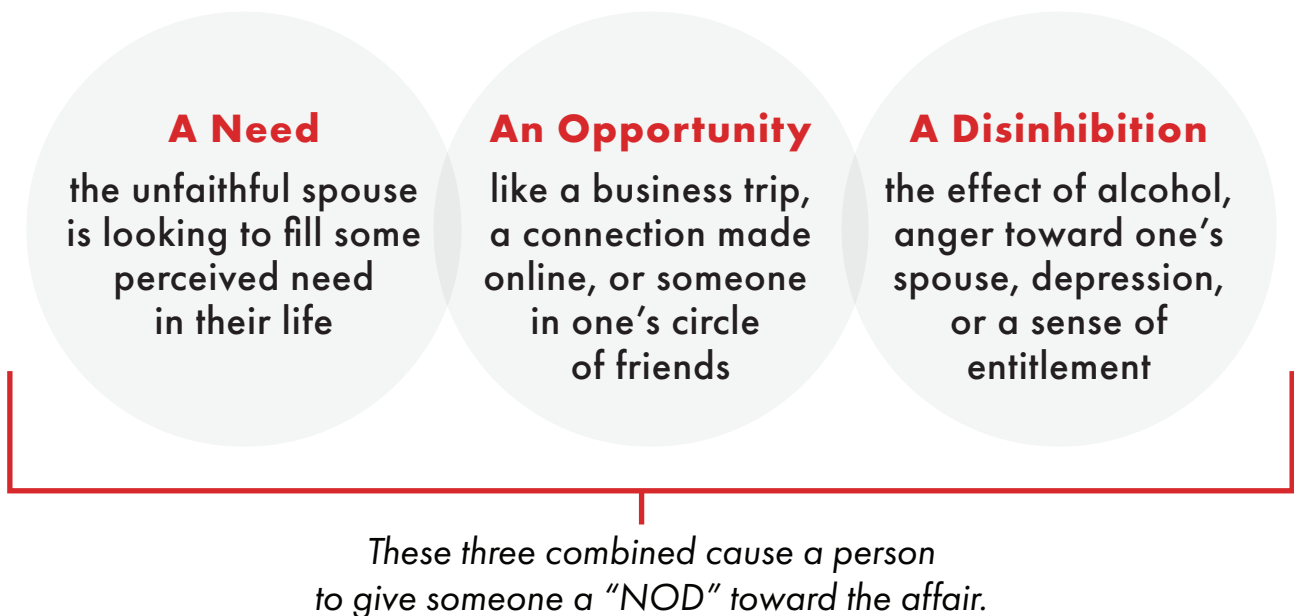 A Need
the unfaithful spouse
is looking to fill some
perceived need
in their life
An Opportunity
like a business trip,
a connection made
online, or someone
in one’s circle
of friends
A Disinhibition
the effect of alcohol,
anger toward one’s
spouse, depression,
or a sense of
entitlement
These three combined cause a person
to give someone a “NOD” toward the affair.